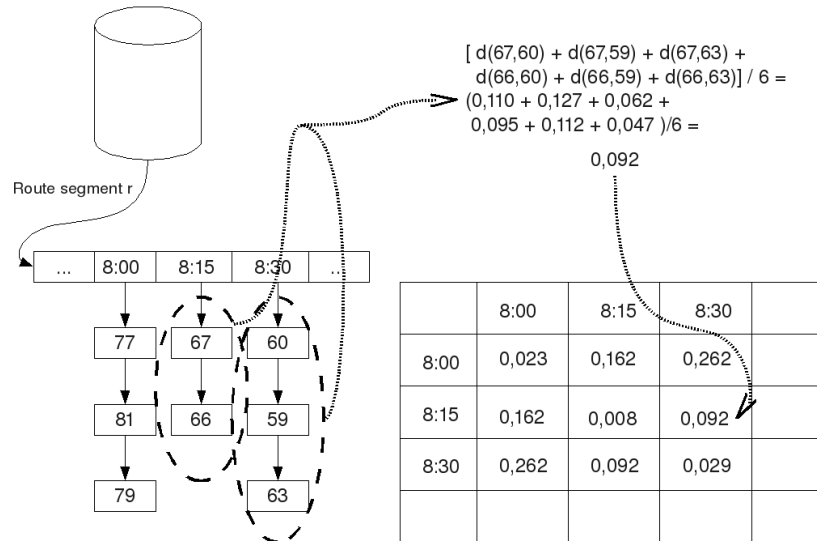 [ d(67,60) + d(67,59) + d(67,63) +
d(66,60) + d(66,59) + d(66,63)] / 6 =
(0,110 + 0,127 + 0,062 +
0,095 + 0,112 + 0,047 )/6 =
0,092
Route segment r
... 8:00 8:15 8:30 ...
77 67 60
81 66 59
79 63
8:00 8:15 8:30
8:00 0,023 0,162 0,262
8:15 0,162 0,008 0,092
8:30 0,262 0,092 0,029